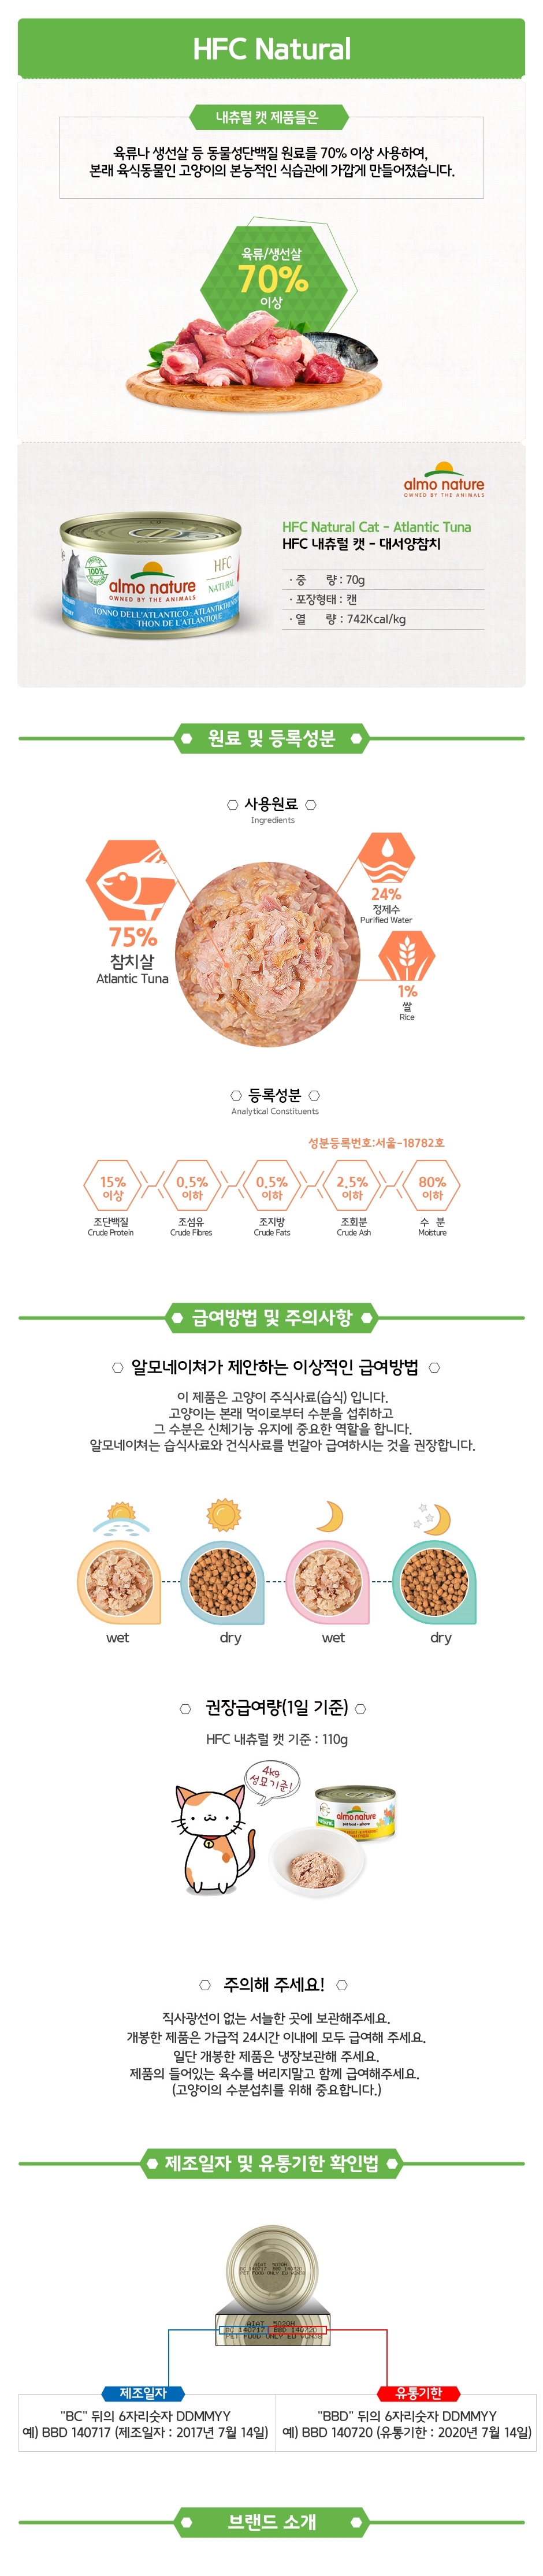 HFC Natural
내츄럴 캣 제품들은
육류나 생선살 등 동물성단백질 원료를 70% 이상 사용하여,
본래 육식동물인 고양이의 본능적인 식습관에 가깝게 만들어졌습니다.
육류/생선살
70%
이상
almo nature
OWNED BY THE ANIMALS
HFC Natural Cat - Atlantic Tuna
HFC 내츄럴 캣 - 대서양참치
· 중 량 : 70g
· 포장형태 : 캔
· 열 량 : 742Kcal/kg
HFC
NATURAL
100%
almo nature
OWNED BY THE ANIMALS
TONNO DELL'ATLANTICO
THON DE L'ATLANTIQUE
원료 및 등록성분
사용원료
Ingredients
75%
참치살
Atlantic Tuna
24%
정제수
Purified Water
1%
쌀
Rice
등록성분
Analytical Constituents
성분등록번호:서울-18782호
15% 이상
0.5% 이하
0.5% 이하
2.5% 이하
80% 이하
조단백질 조섬유 조지방 조회분 수 분
Crude Protein Crude Fibres Crude Fats Crude Ash Moisture
급여방법 및 주의사항
알모네이쳐가 제안하는 이상적인 급여방법
이 제품은 고양이 주식사료(습식) 입니다.
고양이는 본래 먹이로부터 수분을 섭취하고
그 수분은 신체기능 유지에 중요한 역할을 합니다.
알모네이쳐는 습식사료와 건식사료를 번갈아 급여하시는 것을 권장합니다.
wet dry wet dry
권장급여량(1일 기준)
HFC 내츄럴 캣 기준 : 110g
4kg
성묘기준!
almo nature
주의해 주세요!
직사광선이 없는 서늘한 곳에 보관해주세요.
개봉한 제품은 가급적 24시간 이내에 모두 급여해 주세요.
일단 개봉한 제품은 냉장보관해 주세요.
제품의 들어있는 육수를 버리지말고 함께 급여해주세요.
(고양이의 수분섭취를 위해 중요합니다.)
제조일자 및 유통기한 확인법
BC 140717 BBD 140720
제조일자
"BC" 뒤의 6자리숫자 DDMMYY
예) BBD 140717 (제조일자 : 2017년 7월 14일)
유통기한
"BBD" 뒤의 6자리숫자 DDMMYY
예) BBD 140720 (유통기한 : 2020년 7월 14일)
브랜드 소개